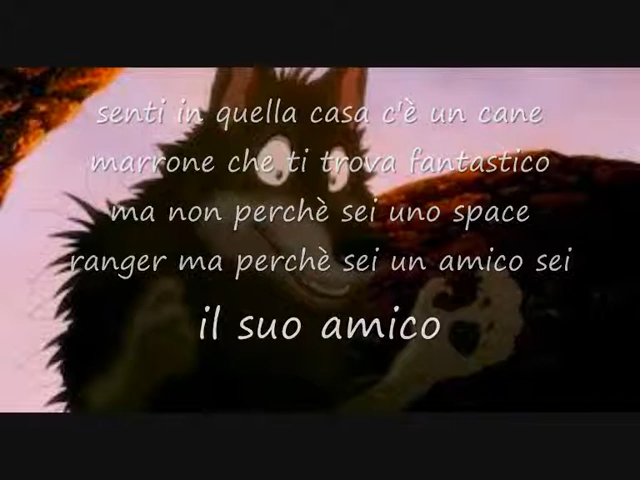 senti in quella casa c'è un cane
marrone che ti trova fantastico
ma non perchè sei uno space
ranger ma perchè sei un amico sei
il suo amico